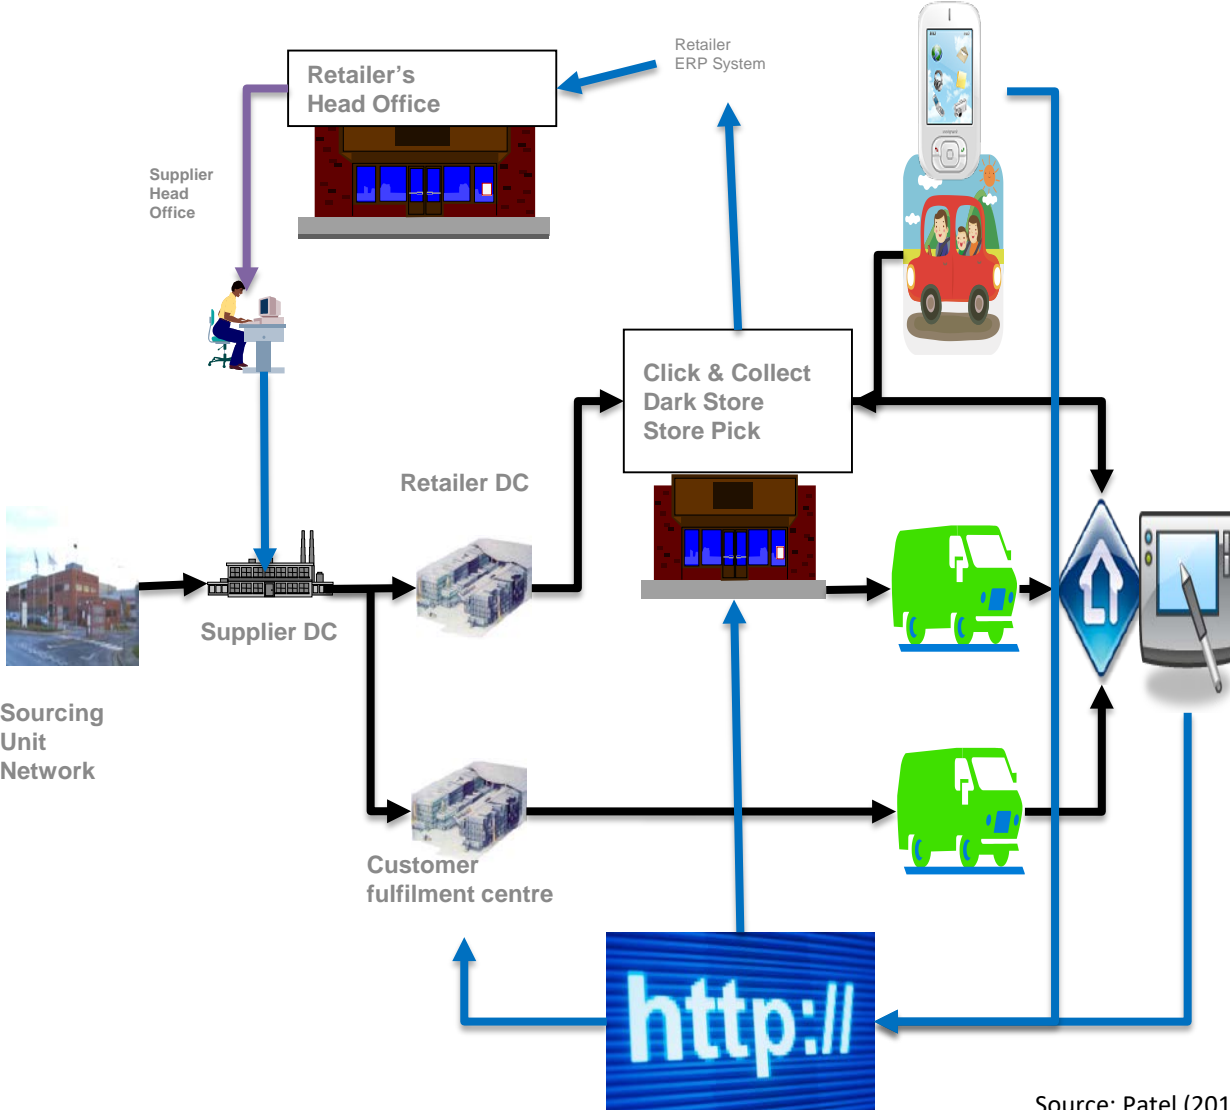 Retailer
ERP System
Retailer's
Head Office
Supplier
Head
Office
Click & Collect
Dark Store
Store Pick
Retailer DC
Supplier DC
Sourcing
Unit
Network
Customer
fulfilment centre
http://
Source: Patel (201